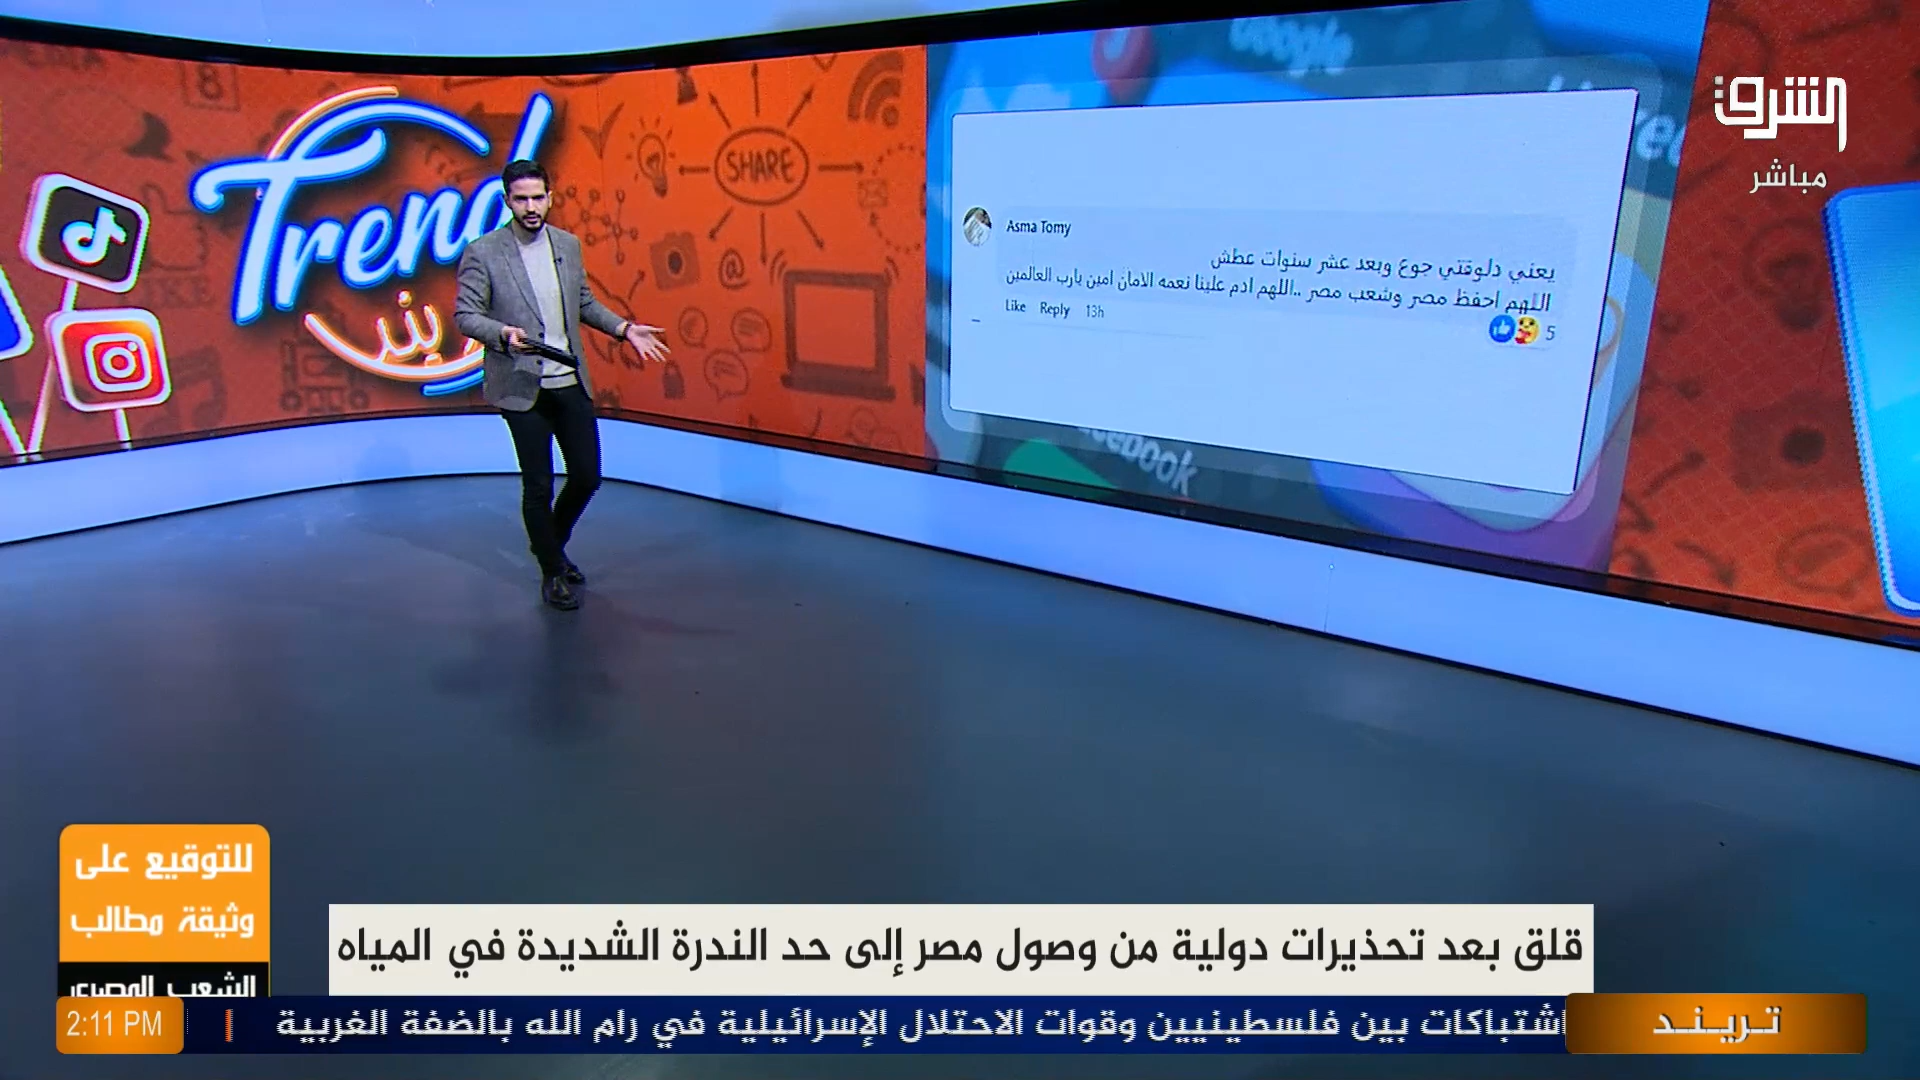 الشرق
مباشر
Google
Trend
SHARE
Asma Tomy
يعني دلوقتي جوع وبعد عشر سنوات عطش
اللهم احفظ مصر وشعب مصر ..اللهم ادم علينا نعمه الامان امين يارب العالمين
Like Reply 13h
5
للتوقيع على
وثيقة مطالب
الشعب المصري
قلق بعد تحذيرات دولية من وصول مصر إلى حد الندرة الشديدة في المياه
تريند
اشتباكات بين فلسطينيين وقوات الاحتلال الإسرائيلية في رام الله بالضفة الغربية
2:11 PM